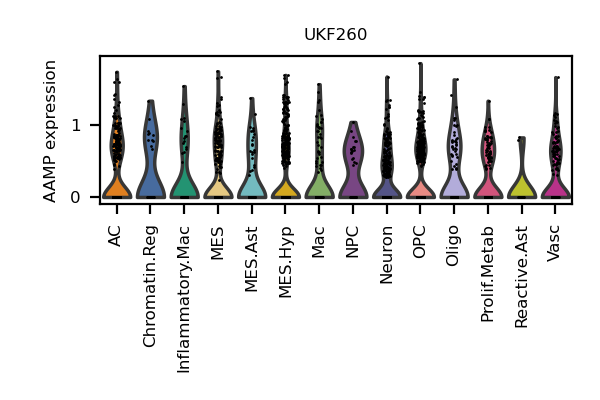 UKF260
AAMP expression
1
0
AC
Chromatin.Reg
Inflammatory.Mac
MES
MES.Ast
MES.Hyp
Mac
NPC
Neuron
OPC
Oligo
Prolif.Metab
Reactive.Ast
Vasc